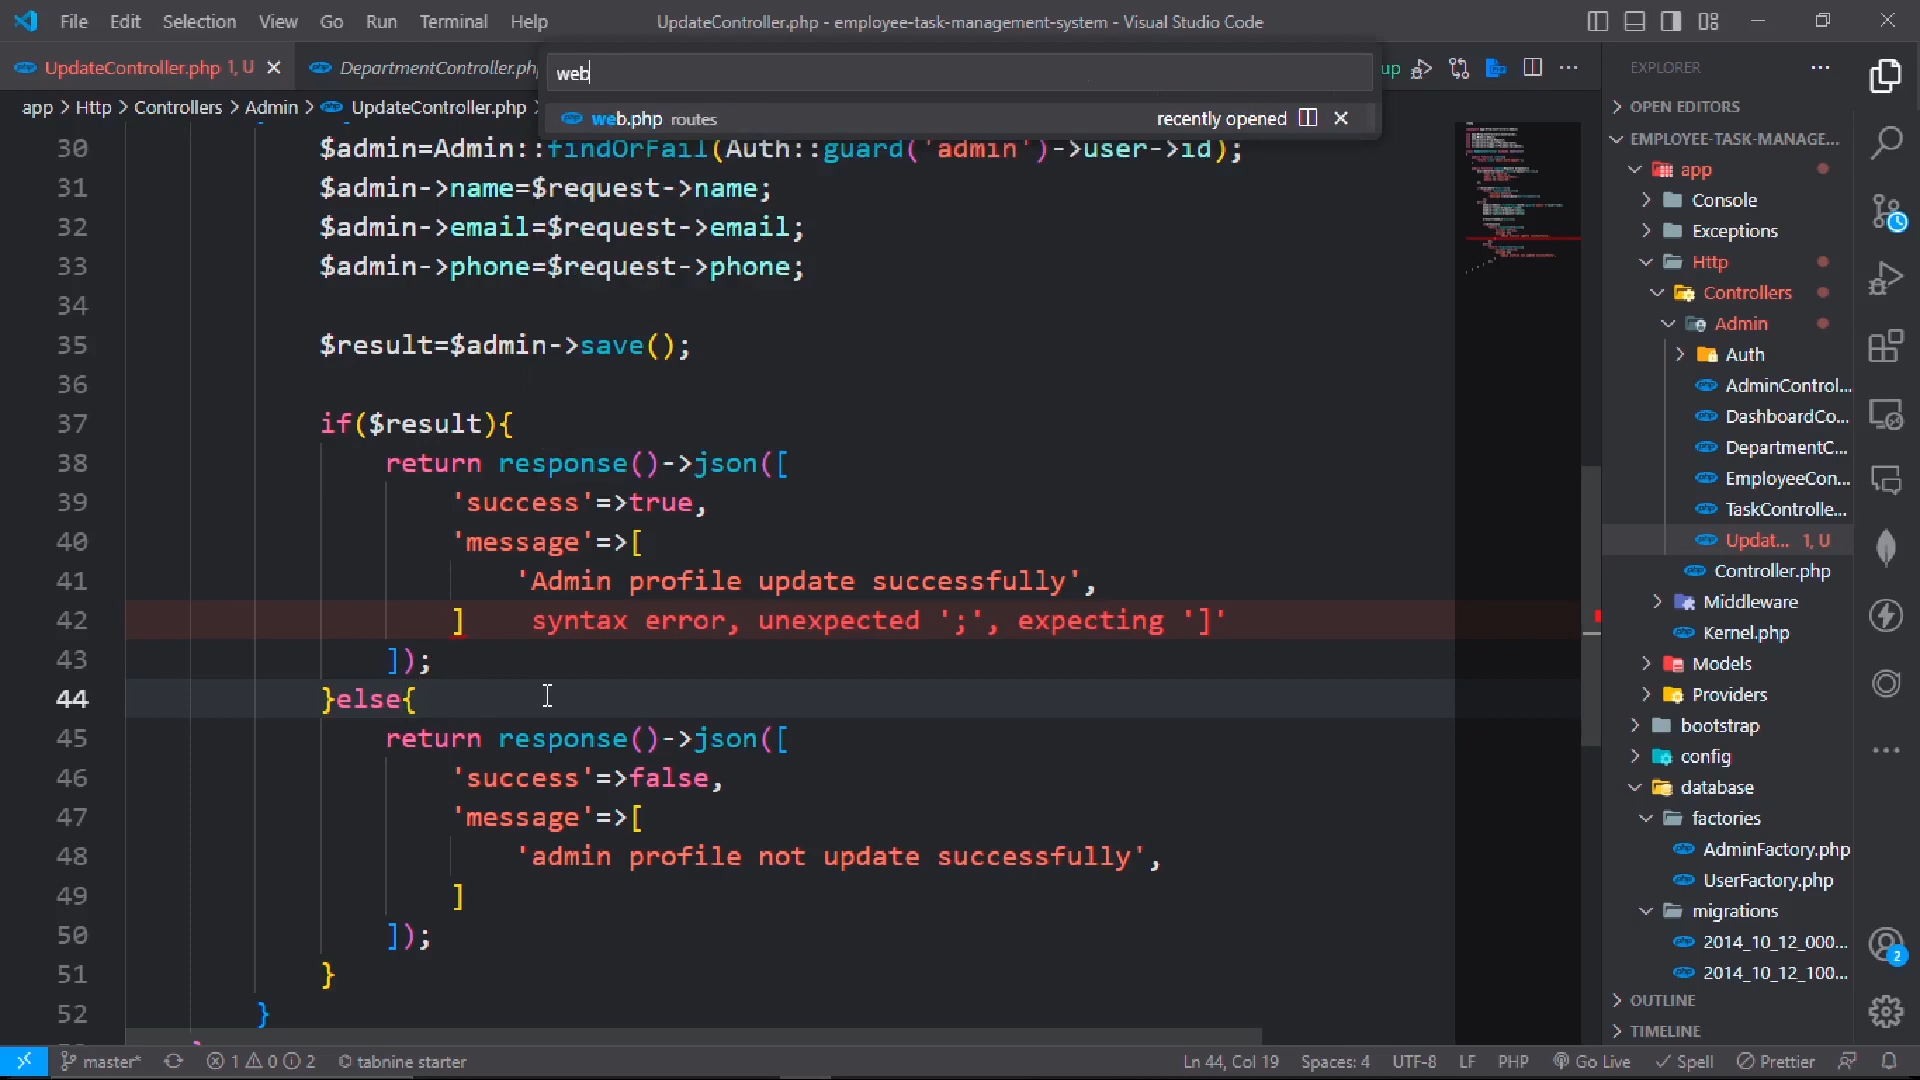 File Edit Selection View Go Run Terminal Help UpdateController.php - employee-task-management-system - Visual Studio Code
UpdateController.php 1, U DepartmentController.ph up
web
web.php routes recently opened
app > Http > Controllers > Admin > UpdateController.php
30 $admin=Admin::findOrFail(Auth::guard('admin')->user->id);
31 $admin->name=$request->name;
32 $admin->email=$request->email;
33 $admin->phone=$request->phone;
34
35 $result=$admin->save();
36
37 if($result){
38 return response()->json([
39 'success'=>true,
40 'message'=>[
41 'Admin profile update successfully',
42 ] syntax error, unexpected ';', expecting ']'
43 ]);
44 }else{
45 return response()->json([
46 'success'=>false,
47 'message'=>[
48 'admin profile not update successfully',
49 ]
50 ]);
51 }
52 }
EXPLORER
OPEN EDITORS
EMPLOYEE-TASK-MANAGE...
app
Console
Exceptions
Http
Controllers
Admin
Auth
AdminControl...
DashboardCo...
DepartmentC...
EmployeeCon...
TaskControlle...
Updat... 1, U
Controller.php
Middleware
Kernel.php
Models
Providers
bootstrap
config
database
factories
AdminFactory.php
UserFactory.php
migrations
2014_10_12_000...
2014_10_12_100...
OUTLINE
TIMELINE
2
master* 1 0 2 tabnine starter Ln 44, Col 19 Spaces: 4 UTF-8 LF PHP Go Live Spell Prettier